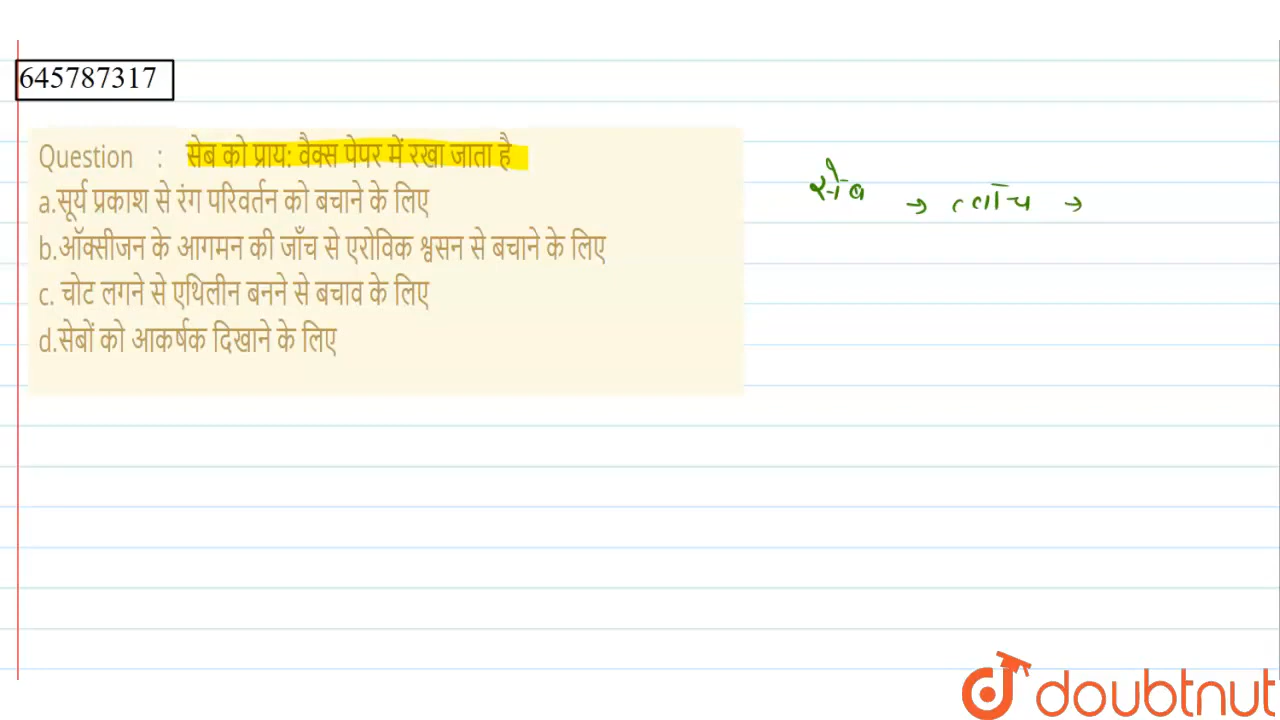 645787317
Question : सेब को प्राय: वैक्स पेपर में रखा जाता है
a.सूर्य प्रकाश से रंग परिवर्तन को बचाने के लिए
b.ऑक्सीजन के आगमन की जाँच से एरोविक श्वसन से बचाने के लिए
c. चोट लगने से एथिलीन बनने से बचाव के लिए
d.सेबों को आकर्षक दिखाने के लिए
सेब → →
doubtnut